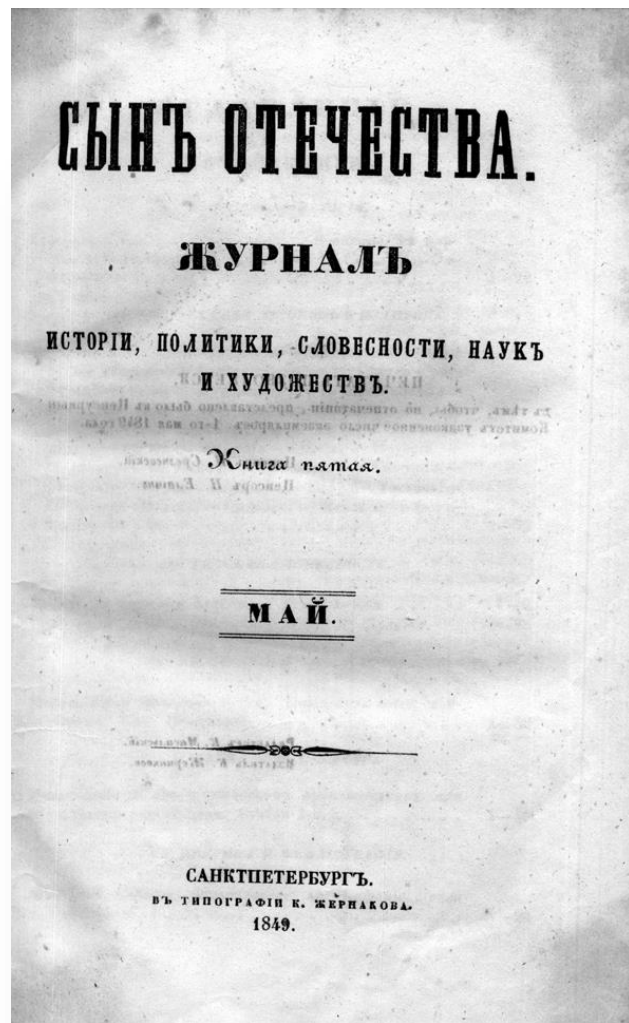 СЫНЪ ОТЕЧЕСТВА.
ЖУРНАЛЪ
ИСТОРІИ, ПОЛИТИКИ, СЛОВЕСНОСТИ, НАУКЪ
И ХУДОЖЕСТВЪ.
Книга пятая.
МАЙ.
САНКТПЕТЕРБУРГЪ.
ВЪ ТИПОГРАФІИ К. ЖЕРНАКОВА.
1849.